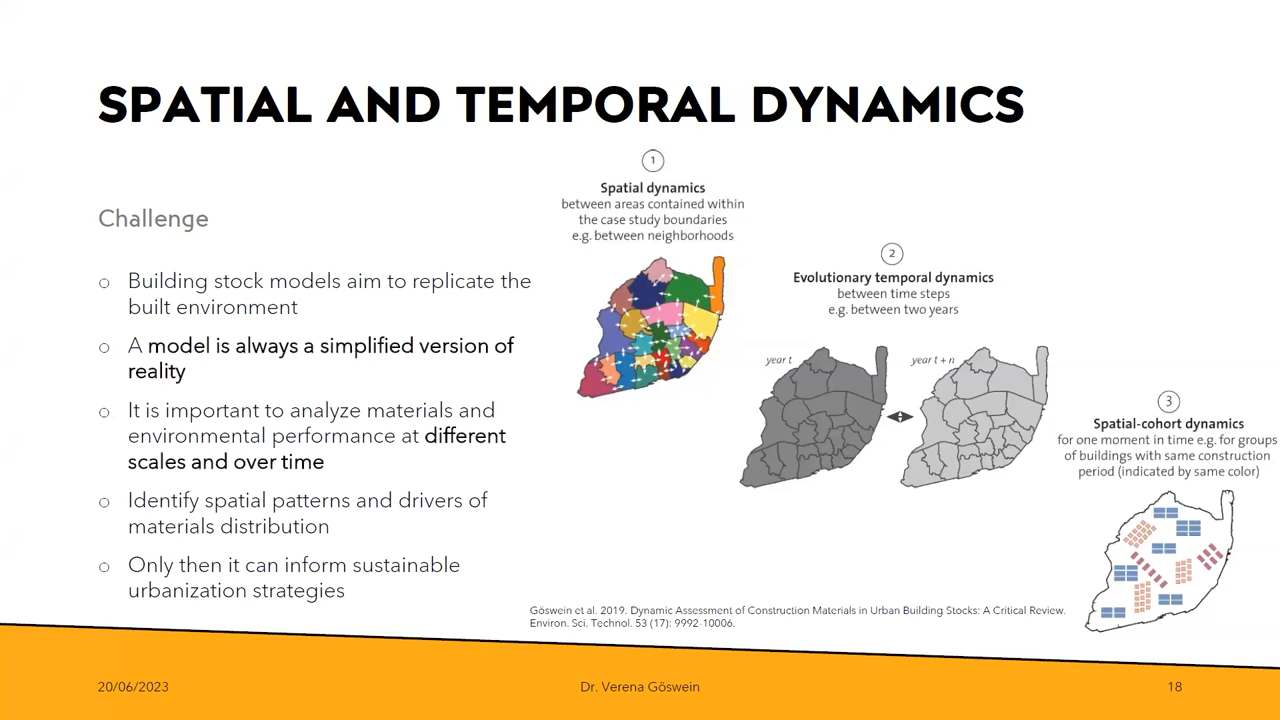 SPATIAL AND TEMPORAL DYNAMICS
Challenge
○ Building stock models aim to replicate the
built environment
○ A model is always a simplified version of
reality
○ It is important to analyze materials and
environmental performance at different
scales and over time
○ Identify spatial patterns and drivers of
materials distribution
○ Only then it can inform sustainable
urbanization strategies
1
Spatial dynamics
between areas contained within
the case study boundaries
e.g. between neighborhoods
2
Evolutionary temporal dynamics
between time steps
e.g. between two years
year t
year t + n
3
Spatial-cohort dynamics
for one moment in time e.g. for groups
of buildings with same construction
period (indicated by same color)
Göswein et al. 2019. Dynamic Assessment of Construction Materials in Urban Building Stocks: A Critical Review.
Environ. Sci. Technol. 53 (17): 9992-10006.
20/06/2023
Dr. Verena Göswein
18